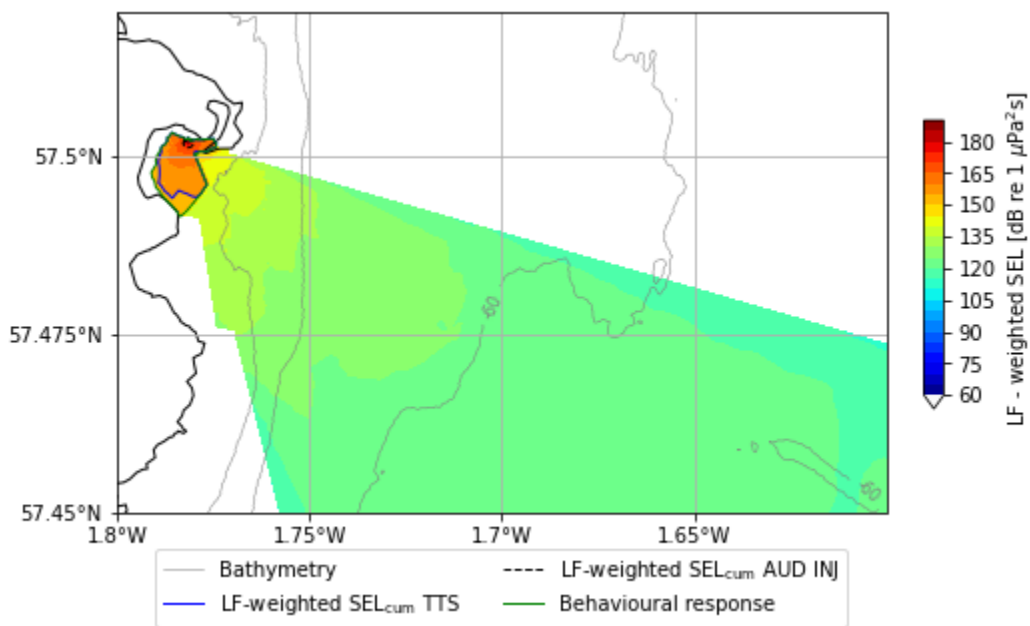 57.5°N
57.475°N
57.45°N
1.8°W
1.75°W
1.7°W
1.65°W
60
60
180
165
150
135
120
105
90
75
60
LF - weighted SEL [dB re 1 μPa²s]
Bathymetry
LF-weighted SELcum AUD INJ
LF-weighted SELcum TTS
Behavioural response